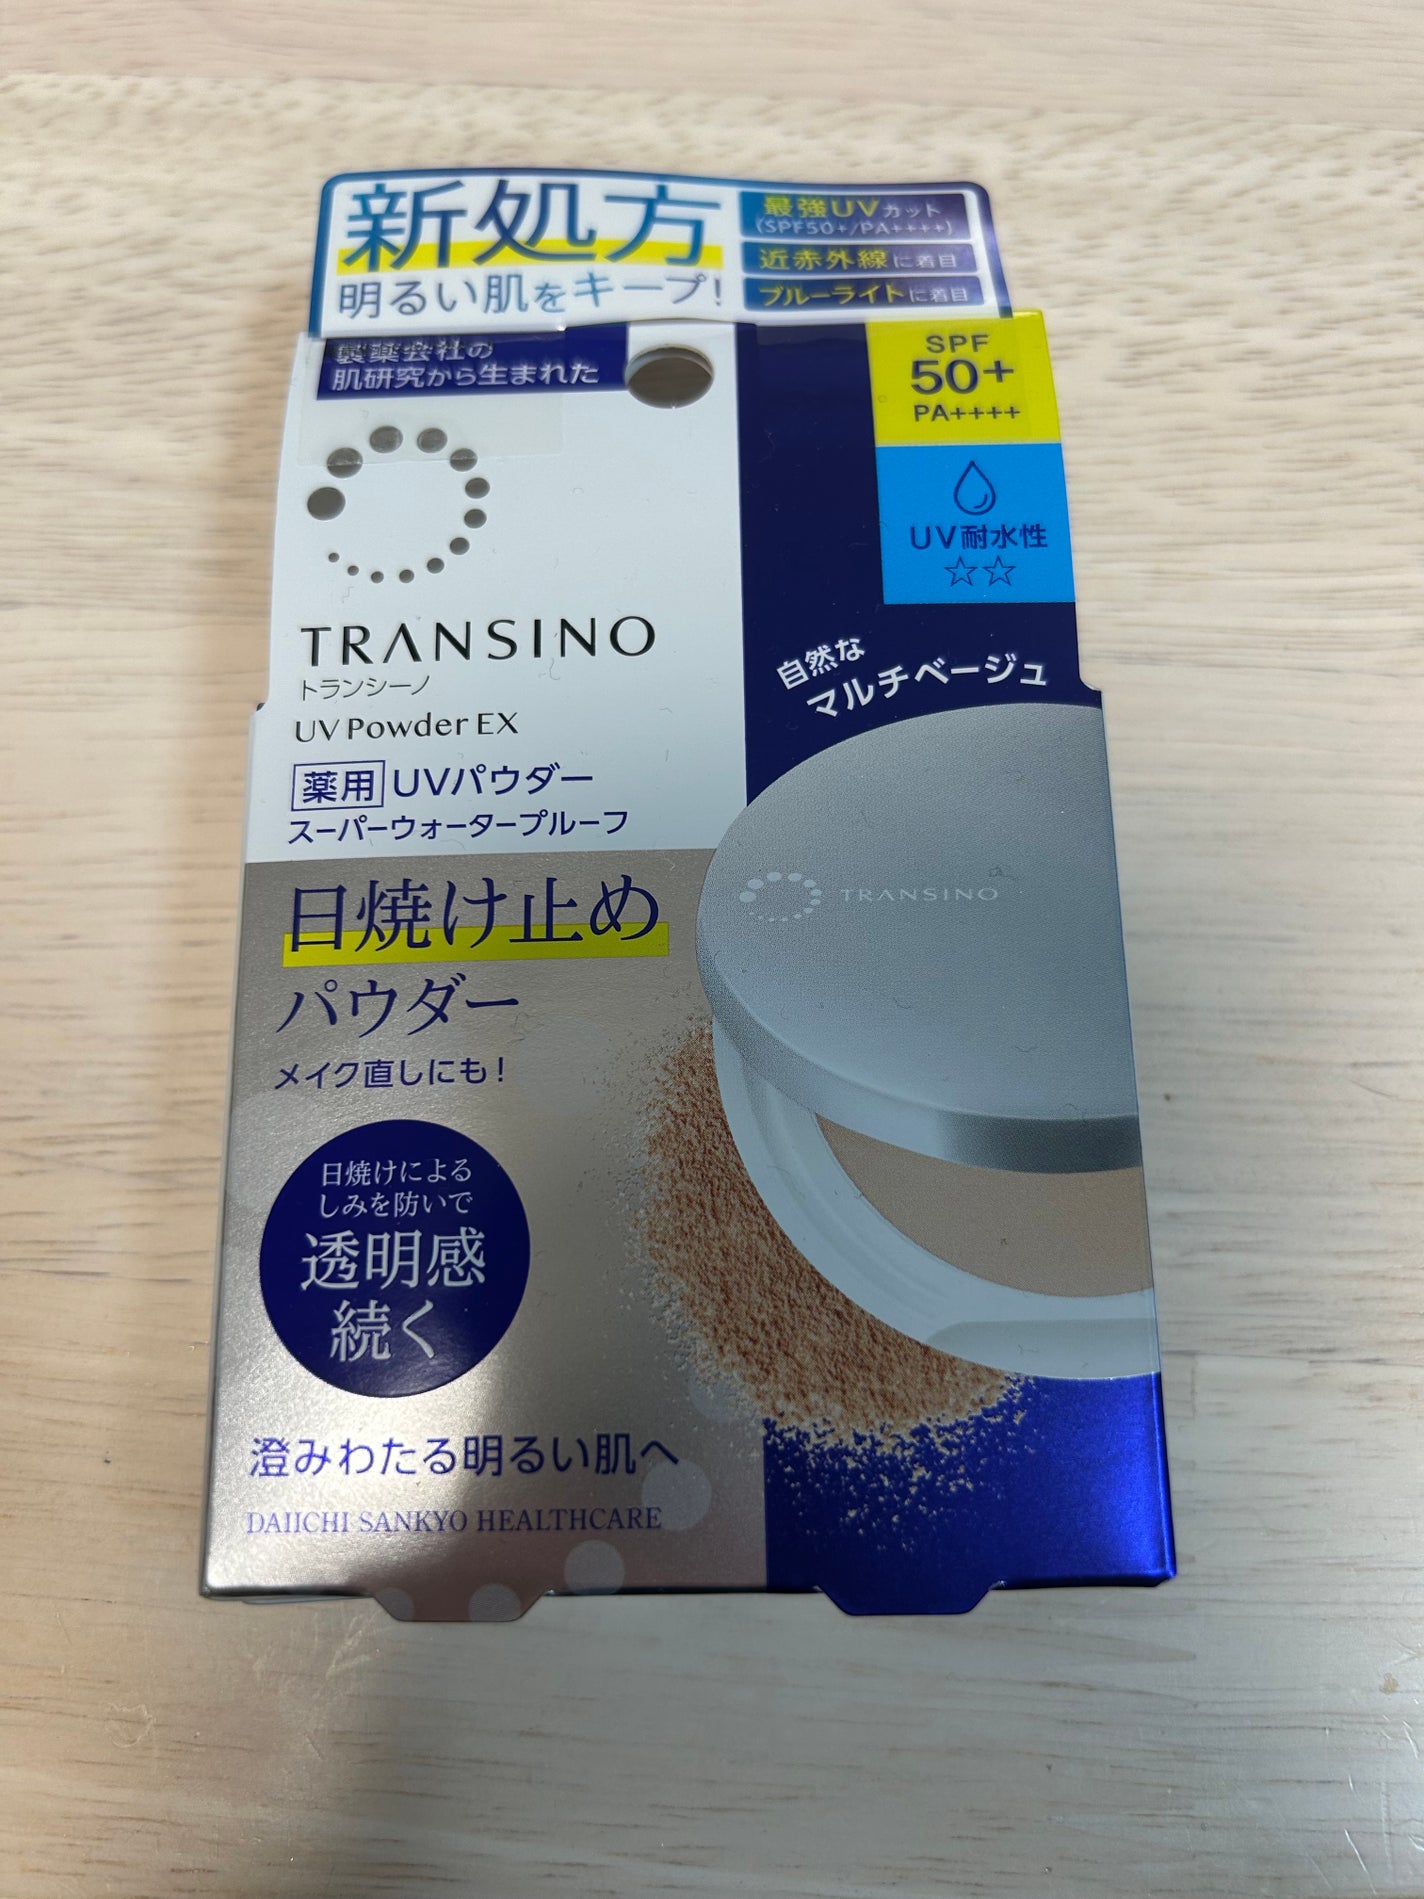 新処方
明るい肌をキープ!
最強UVカット
(SPF50+/PA++++)
近赤外線に着目
ブルーライトに着目
製薬会社の
肌研究から生まれた
SPF
50+
PA++++
UV耐水性
☆☆
TRANSINO
トランシーノ
UV Powder EX
薬用 UVパウダー
スーパーウォータープルーフ
自然な
マルチベージュ
TRANSINO
日焼け止め
パウダー
メイク直しにも!
日焼けによる
しみを防いで
透明感
続く
澄みわたる明るい肌へ
DAIICHI SANKYO HEALTHCARE